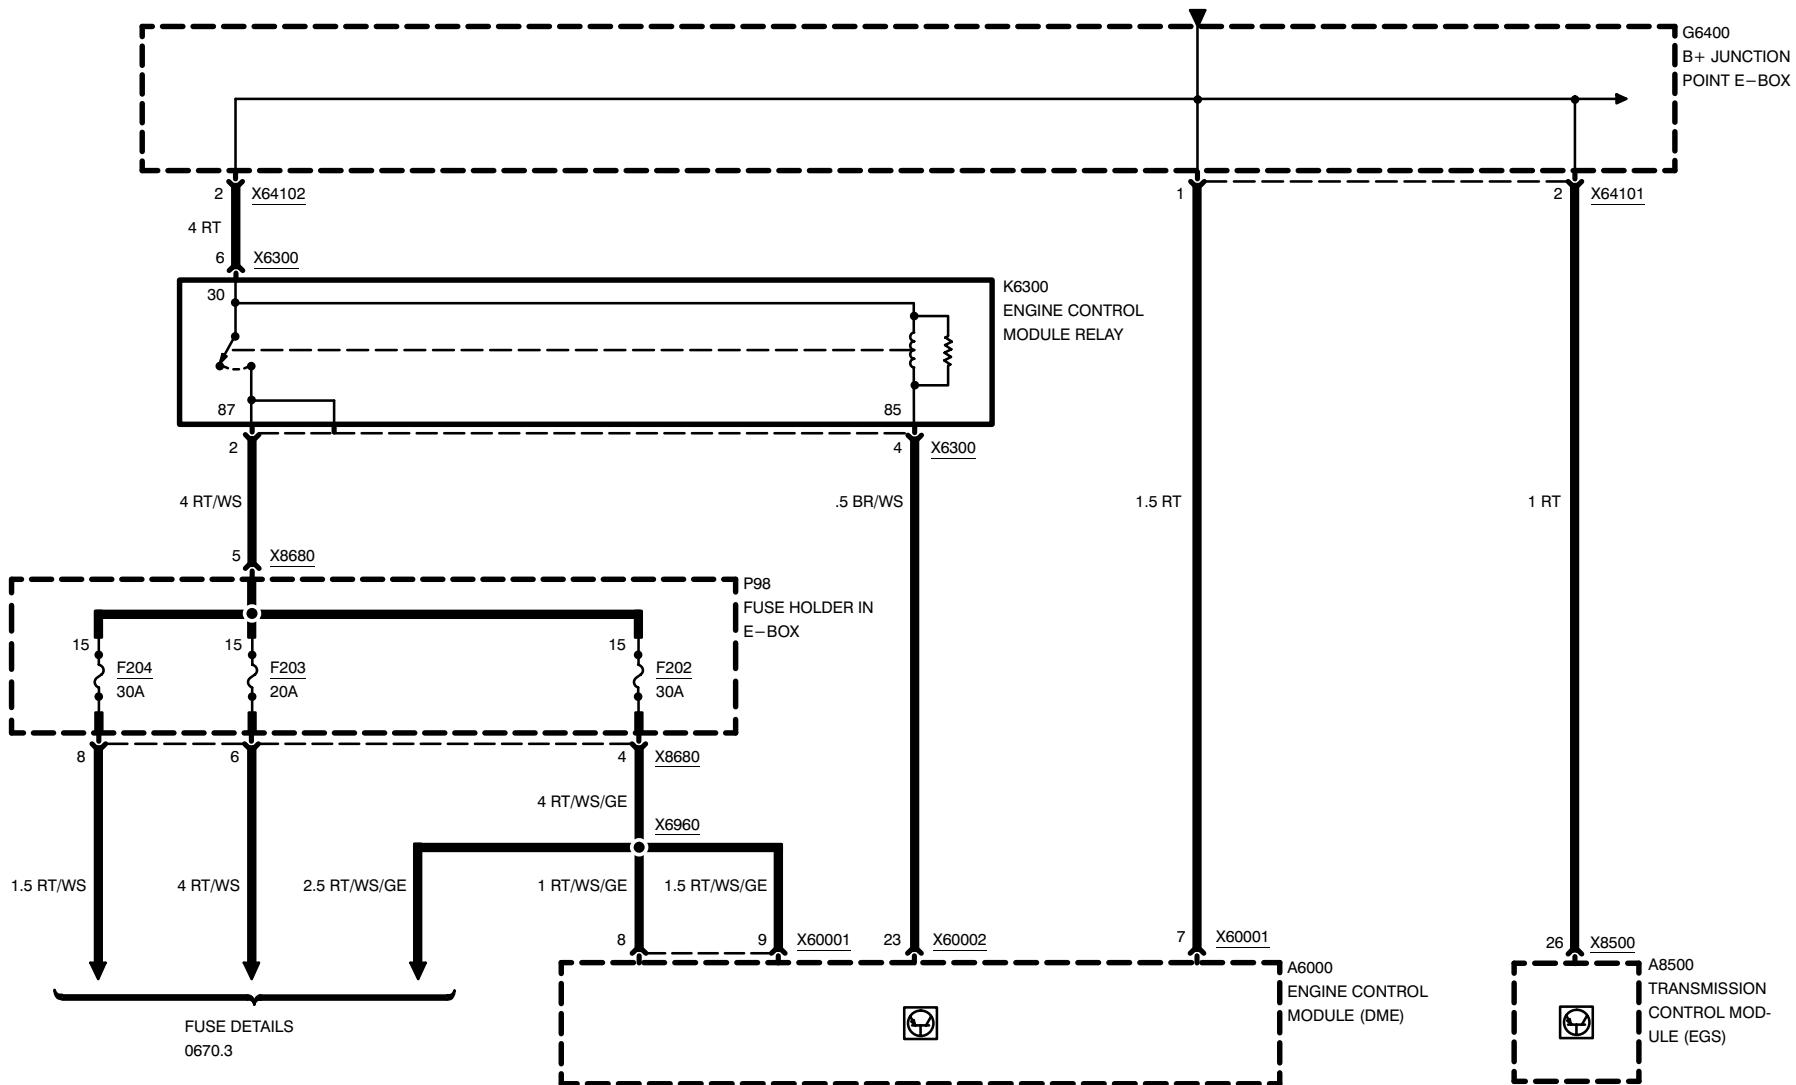 G6400
B+ JUNCTION
POINT E−BOX
2 X64102
1
2 X64101
4 RT
6 X6300
30
K6300
ENGINE CONTROL
MODULE RELAY
87
85
2
4 X6300
4 RT/WS
.5 BR/WS
1.5 RT
1 RT
5 X8680
P98
FUSE HOLDER IN
E−BOX
15
15
15
F204
30A
F203
20A
F202
30A
8
6
4 X8680
4 RT/WS/GE
X6960
1.5 RT/WS
4 RT/WS
2.5 RT/WS/GE
1 RT/WS/GE
1.5 RT/WS/GE
8
9 X60001
23 X60002
7 X60001
26 X8500
A6000
ENGINE CONTROL
MODULE (DME)
A8500
TRANSMISSION
CONTROL MOD-
ULE (EGS)
FUSE DETAILS
0670.3